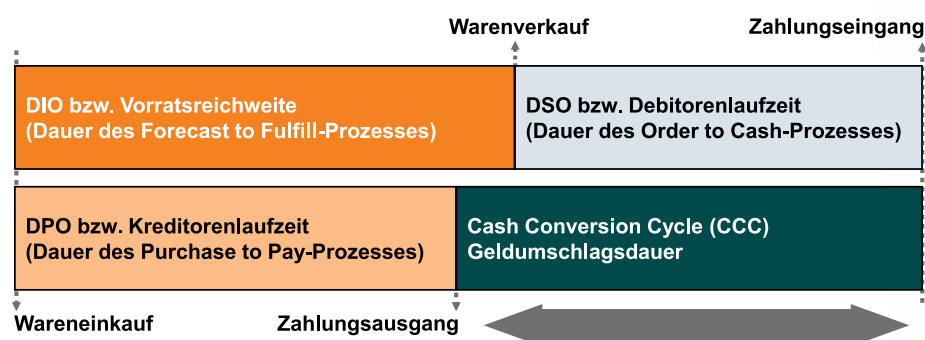 Warenverkauf
Zahlungseingang
DIO bzw. Vorratsreichweite
(Dauer des Forecast to Fulfill-Prozesses)
DSO bzw. Debitorenlaufzeit
(Dauer des Order to Cash-Prozesses)
DPO bzw. Kreditorenlaufzeit
(Dauer des Purchase to Pay-Prozesses)
Cash Conversion Cycle (CCC)
Geldumschlagsdauer
Wareneinkauf
Zahlungsausgang